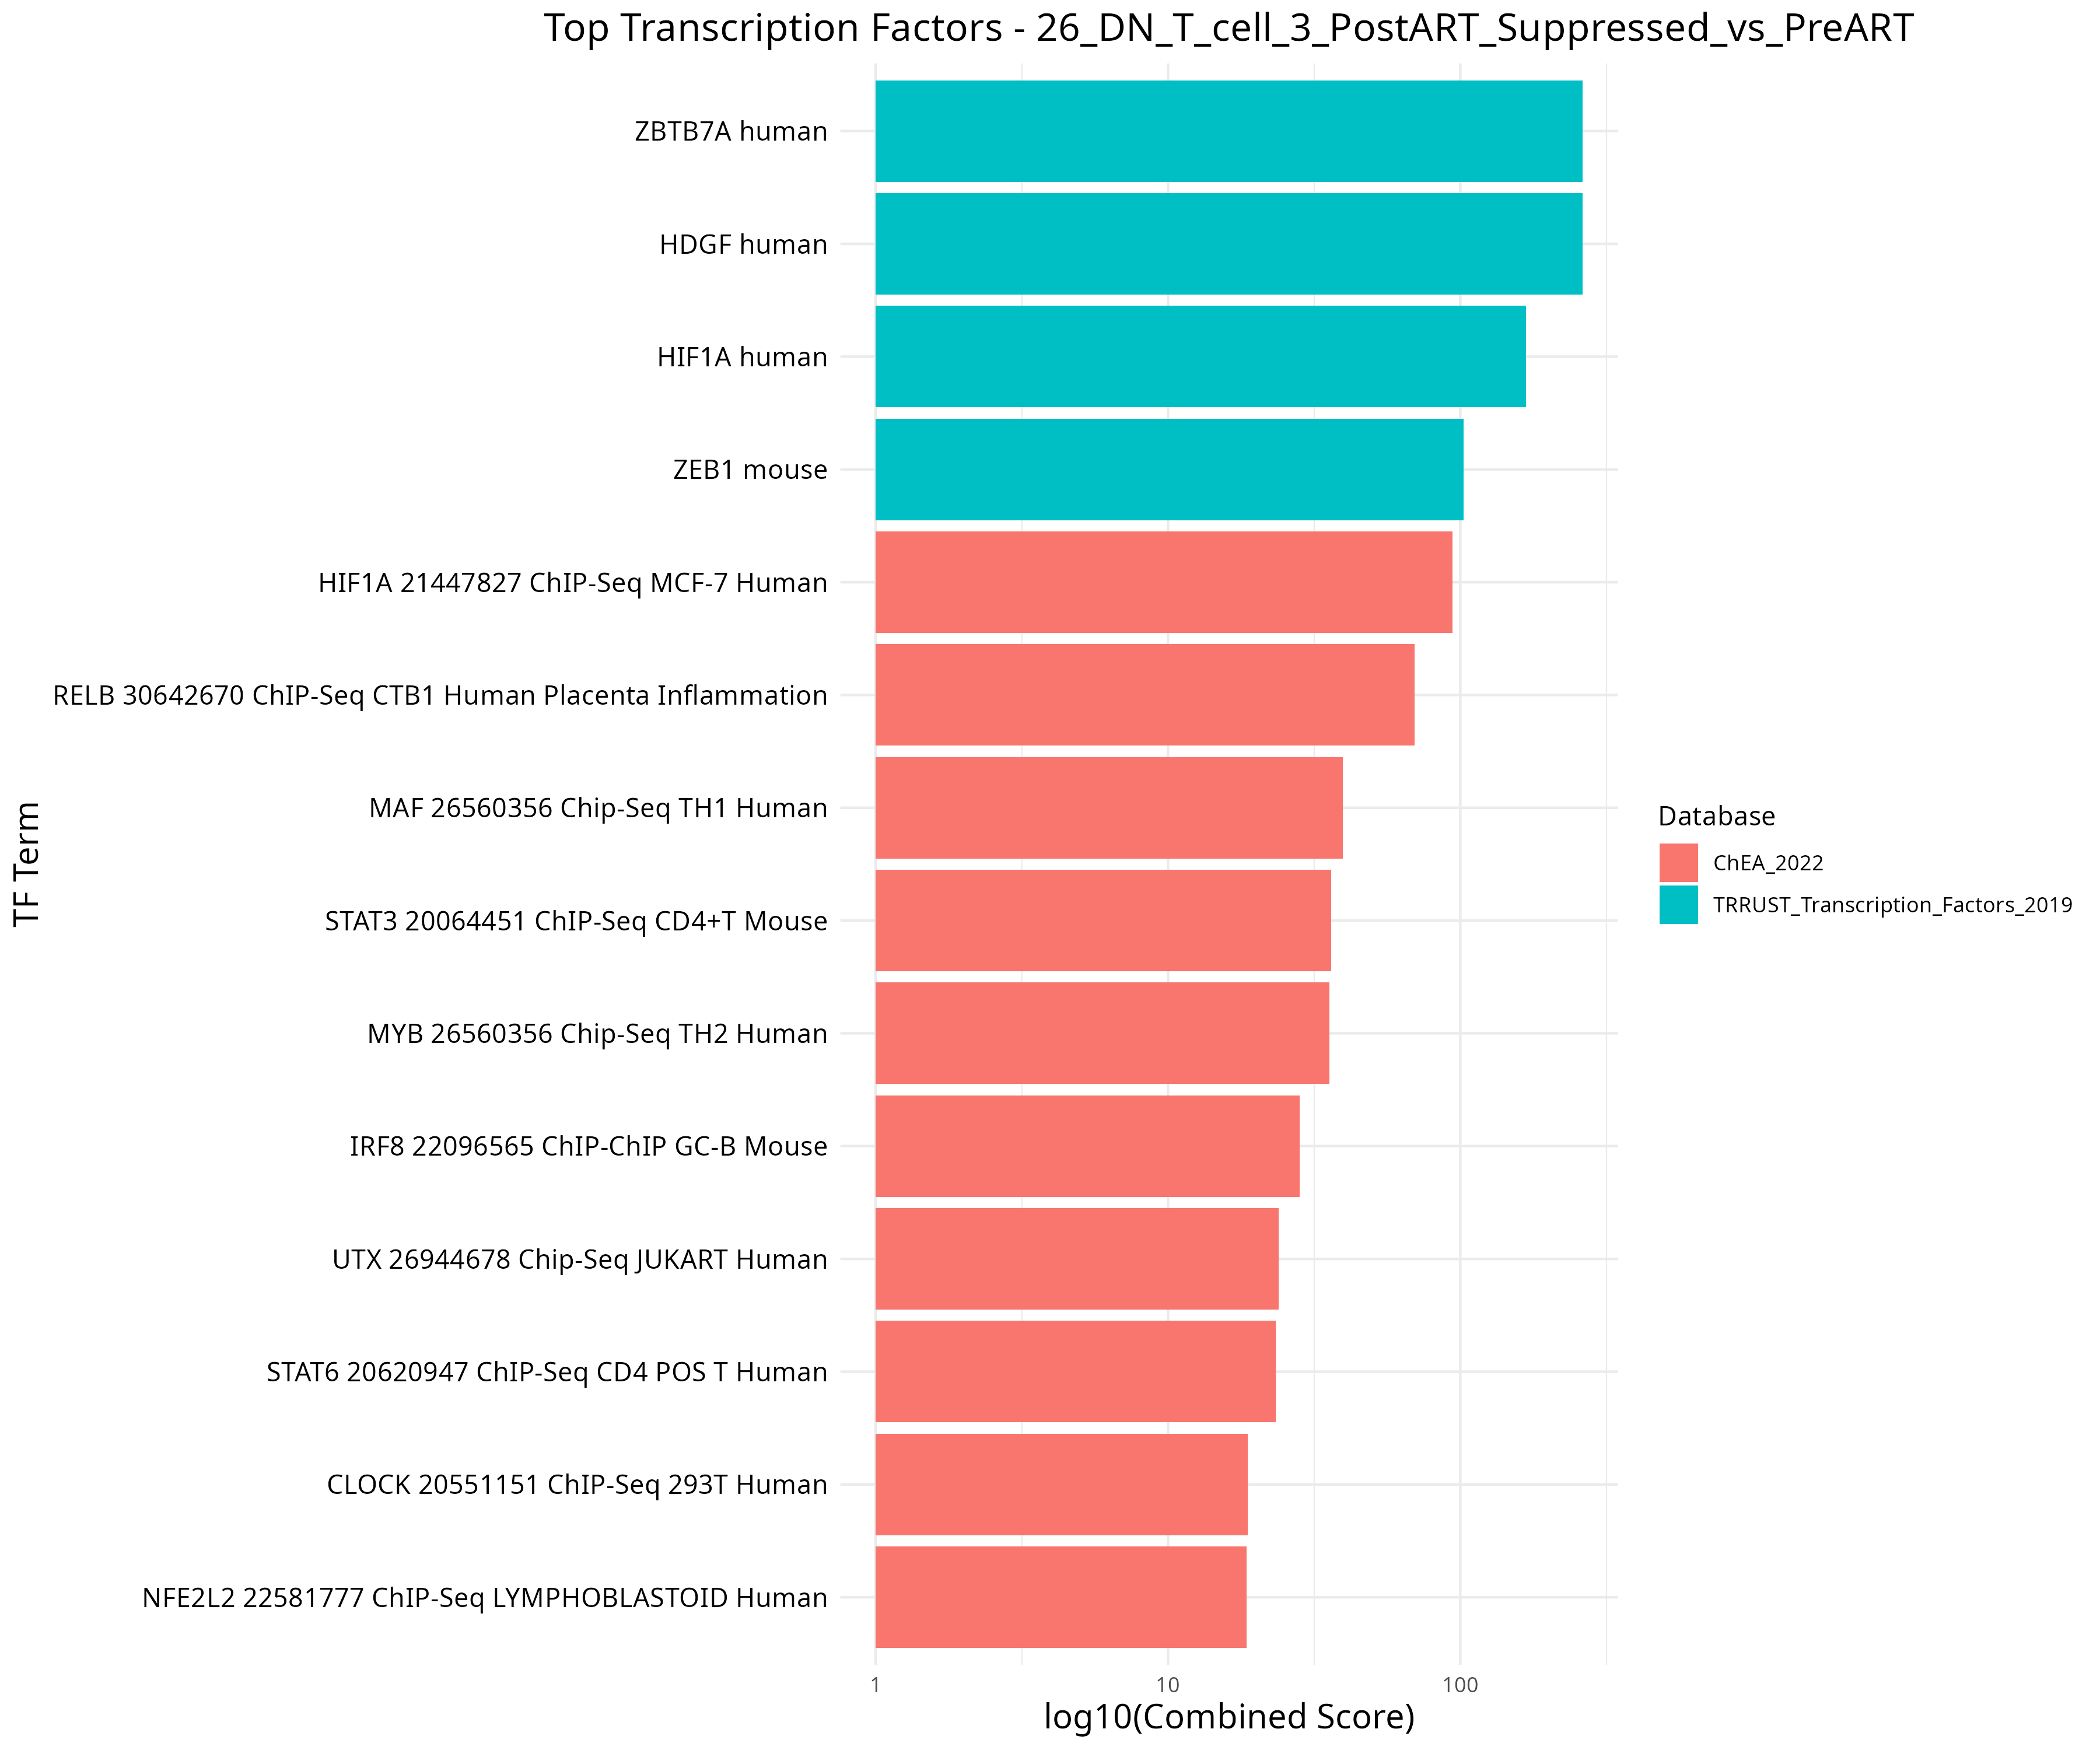 Top Transcription Factors - 26_DN_T_cell_3_PostART_Suppressed_vs_PreART
TF Term
ZBTB7A human
HDGF human
HIF1A human
ZEB1 mouse
HIF1A 21447827 ChIP-Seq MCF-7 Human
RELB 30642670 ChIP-Seq CTB1 Human Placenta Inflammation
MAF 26560356 Chip-Seq TH1 Human
STAT3 20064451 ChIP-Seq CD4+T Mouse
MYB 26560356 Chip-Seq TH2 Human
IRF8 22096565 ChIP-ChIP GC-B Mouse
UTX 26944678 Chip-Seq JUKART Human
STAT6 20620947 ChIP-Seq CD4 POS T Human
CLOCK 20551151 ChIP-Seq 293T Human
NFE2L2 22581777 ChIP-Seq LYMPHOBLASTOID Human
1 10 100
log10(Combined Score)
Database
ChEA_2022
TRRUST_Transcription_Factors_2019